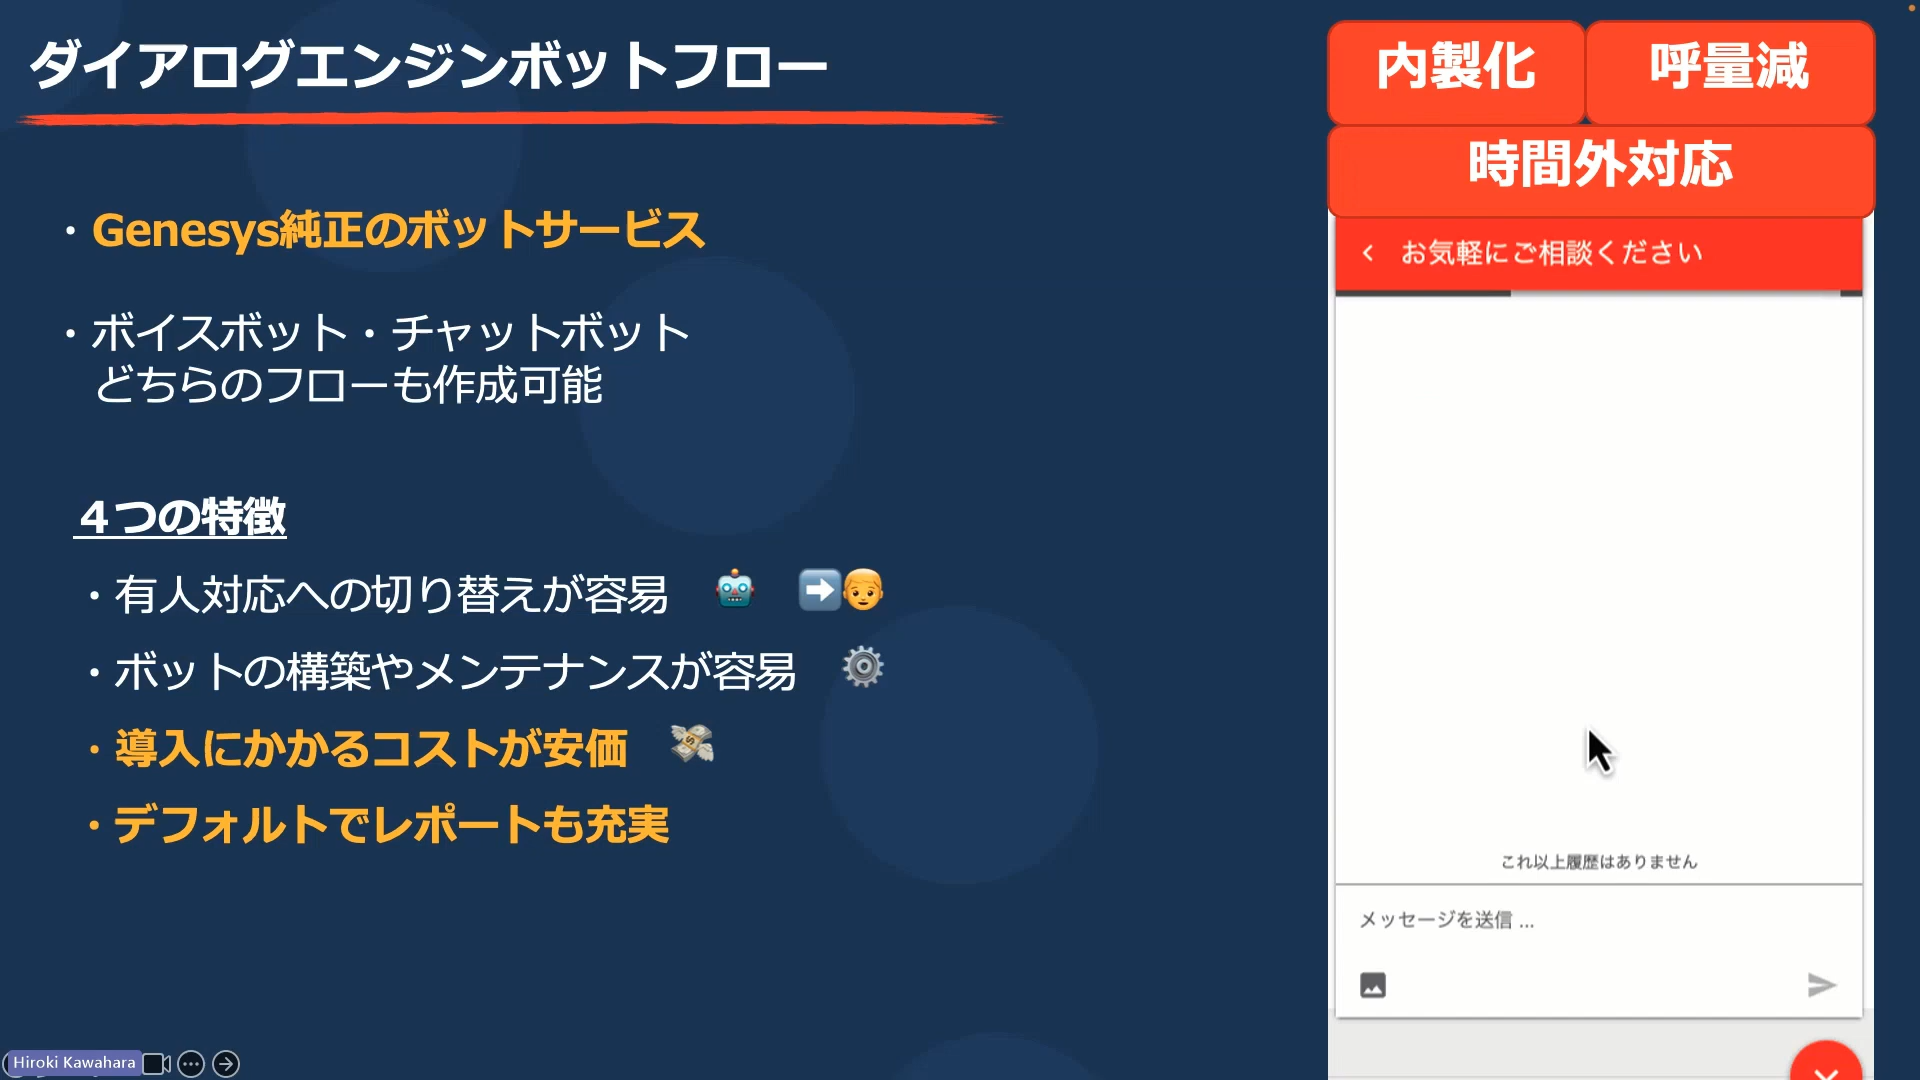 ダイアログエンジンボットフロー
・Genesys純正のボットサービス
・ボイスボット・チャットボット
どちらのフローも作成可能
４つの特徴
・有人対応への切り替えが容易
・ボットの構築やメンテナンスが容易
・導入にかかるコストが安価
・デフォルトでレポートも充実
内製化
呼量減
時間外対応
お気軽にご相談ください
これ以上履歴はありません
メッセージを送信 ...
Hiroki Kawahara